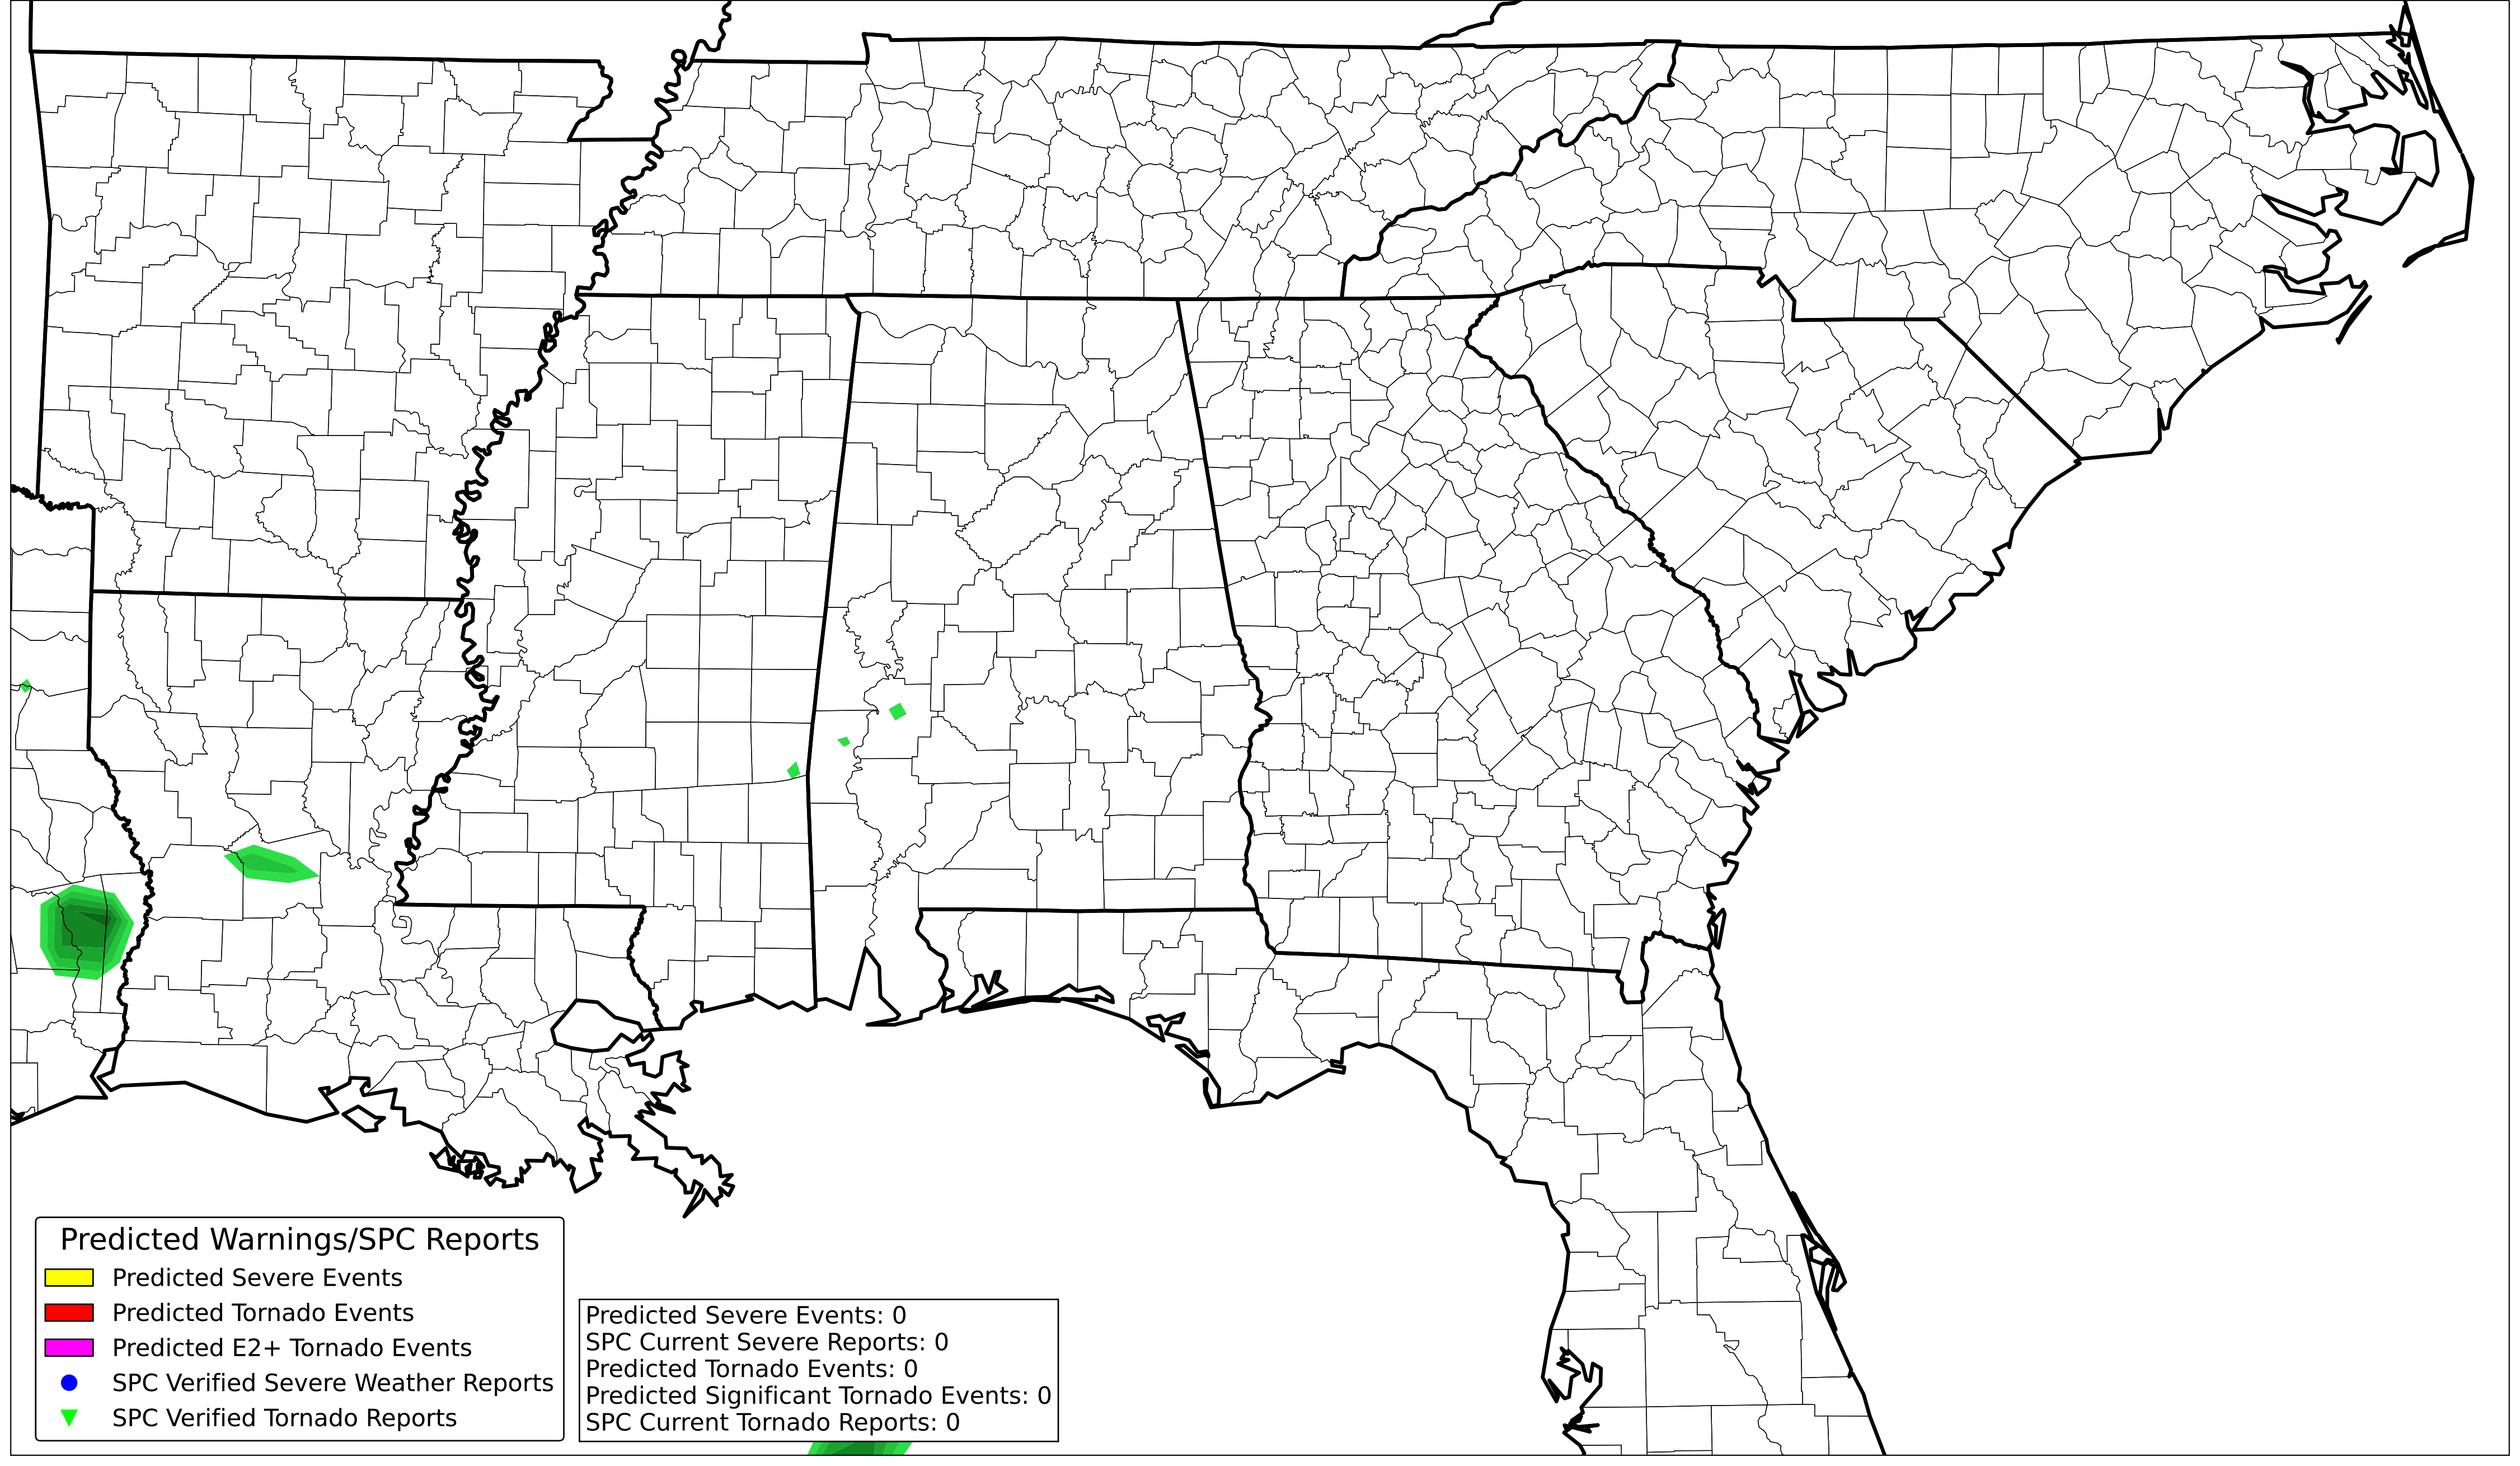 Predicted Warnings/SPC Reports
Predicted Severe Events
Predicted Tornado Events
Predicted E2+ Tornado Events
SPC Verified Severe Weather Reports
SPC Verified Tornado Reports
Predicted Severe Events: 0
SPC Current Severe Reports: 0
Predicted Tornado Events: 0
Predicted Significant Tornado Events: 0
SPC Current Tornado Reports: 0